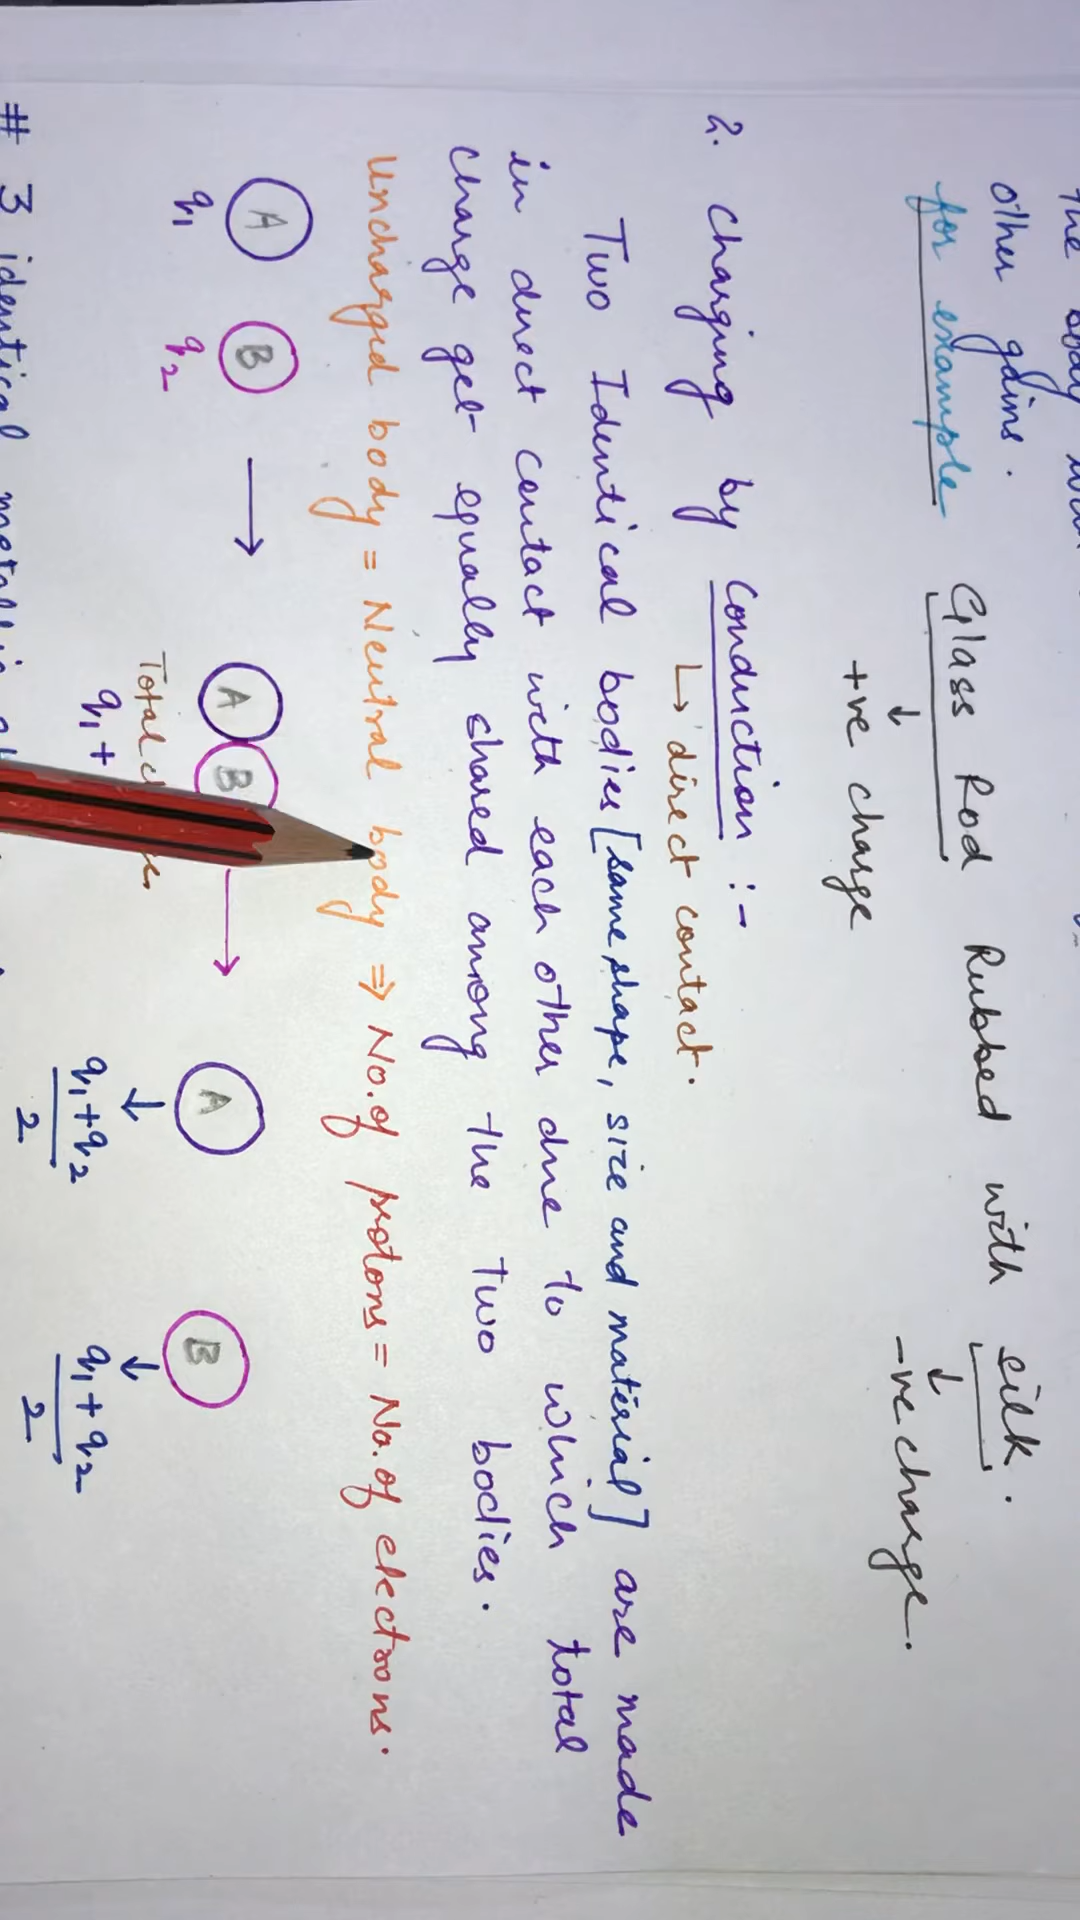 the body
other gains.
for example
Glass Rod Rubbed with silk.
↓ ↓
+ve charge -ve charge.
2. Charging by Conduction :-
↳ direct contact.
Two Identical bodies [same shape, size and material] are made
in direct contact with each other due to which total
charge get equally shared among the two bodies.
Uncharged body = Neutral body ⇒ No. of protons = No. of electrons.
A B → A B → A B
q₁ q₂ Total ↓ ↓
q₁ + q₁+q₂/2 q₁+q₂/2
# 3 identical metallic